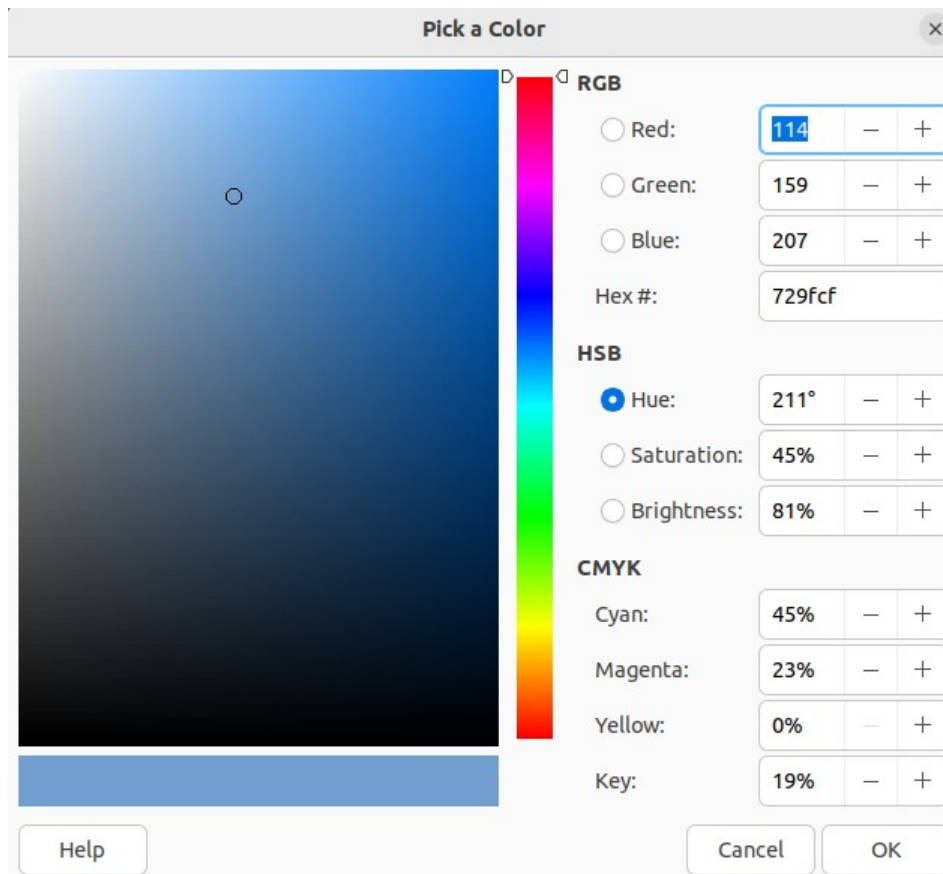 Pick a Color
RGB
Red: 114
Green: 159
Blue: 207
Hex #: 729fcf
HSB
Hue: 211°
Saturation: 45%
Brightness: 81%
CMYK
Cyan: 45%
Magenta: 23%
Yellow: 0%
Key: 19%
Help Cancel OK